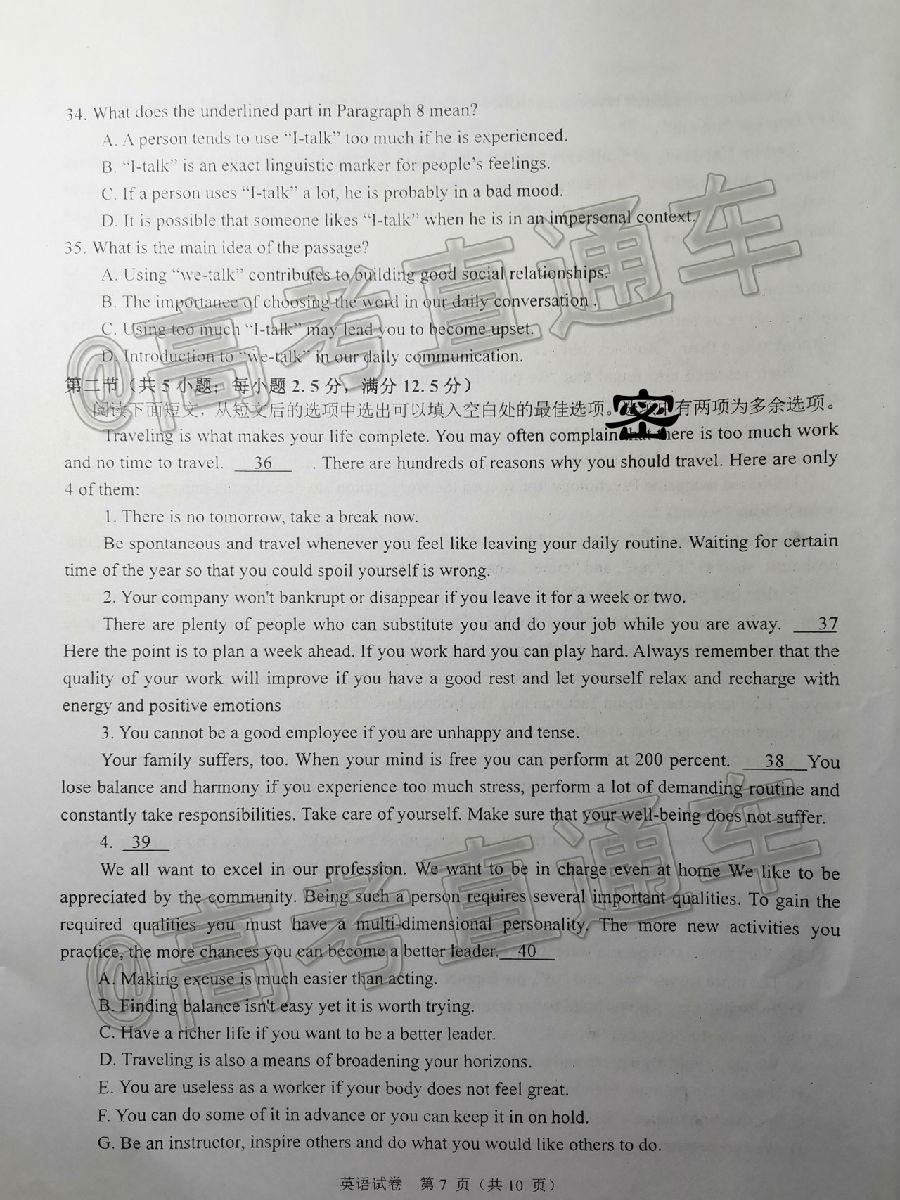 34. What does the underlined part in Paragraph 8 mean?
A. A person tends to use “I-talk” too much if he is experienced.
B. “I-talk” is an exact linguistic marker for people’s feelings.
C. If a person uses “I-talk” a lot, he is probably in a bad mood.
D. It is possible that someone likes “I-talk” when he is in an impersonal context.
35. What is the main idea of the passage?
A. Using “we-talk” contributes to building good social relationships.
B. The importance of choosing the word in our daily conversation .
C. Using too much “I-talk” may lead you to become upset.
D. Introduction to “we-talk” in our daily communication.
第二节（共 5 小题；每小题 2. 5 分，满分 12. 5 分）
阅读下面短文，从短文后的选项中选出可以填入空白处的最佳选项。 密 有两项为多余选项。
Traveling is what makes your life complete. You may often complain there is too much work
and no time to travel. 36 . There are hundreds of reasons why you should travel. Here are only
4 of them:
1. There is no tomorrow, take a break now.
Be spontaneous and travel whenever you feel like leaving your daily routine. Waiting for certain
time of the year so that you could spoil yourself is wrong.
2. Your company won't bankrupt or disappear if you leave it for a week or two.
There are plenty of people who can substitute you and do your job while you are away. 37
Here the point is to plan a week ahead. If you work hard you can play hard. Always remember that the
quality of your work will improve if you have a good rest and let yourself relax and recharge with
energy and positive emotions
3. You cannot be a good employee if you are unhappy and tense.
Your family suffers, too. When your mind is free you can perform at 200 percent. 38 You
lose balance and harmony if you experience too much stress, perform a lot of demanding routine and
constantly take responsibilities. Take care of yourself. Make sure that your well-being does not suffer.
4. 39
We all want to excel in our profession. We want to be in charge even at home We like to be
appreciated by the community. Being such a person requires several important qualities. To gain the
required qualities you must have a multi-dimensional personality. The more new activities you
practice, the more chances you can become a better leader. 40
A. Making excuse is much easier than acting.
B. Finding balance isn't easy yet it is worth trying.
C. Have a richer life if you want to be a better leader.
D. Traveling is also a means of broadening your horizons.
E. You are useless as a worker if your body does not feel great.
F. You can do some of it in advance or you can keep it in on hold.
G. Be an instructor, inspire others and do what you would like others to do.
英语试卷 第 7 页（共 10 页）
@高考直通车
@高考直通车